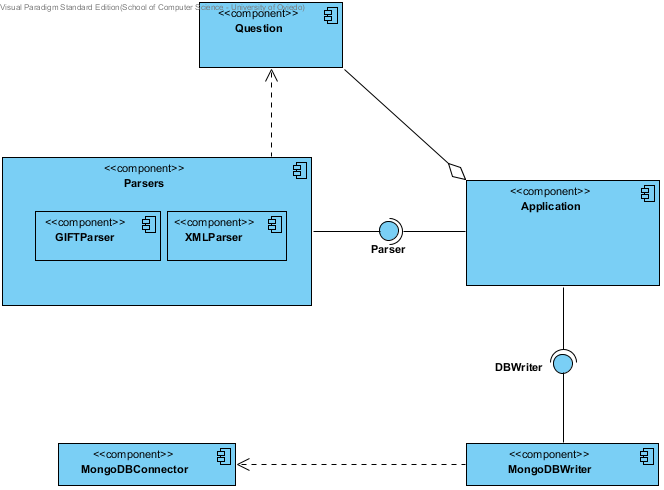 Visual Paradigm Standard Edition(School of Computer Science - University of Oviedo)
<<component>>
Question
<<component>>
Parsers
<<component>>
GIFTParser
<<component>>
XMLParser
<<component>>
Application
Parser
DBWriter
<<component>>
MongoDBConnector
<<component>>
MongoDBWriter